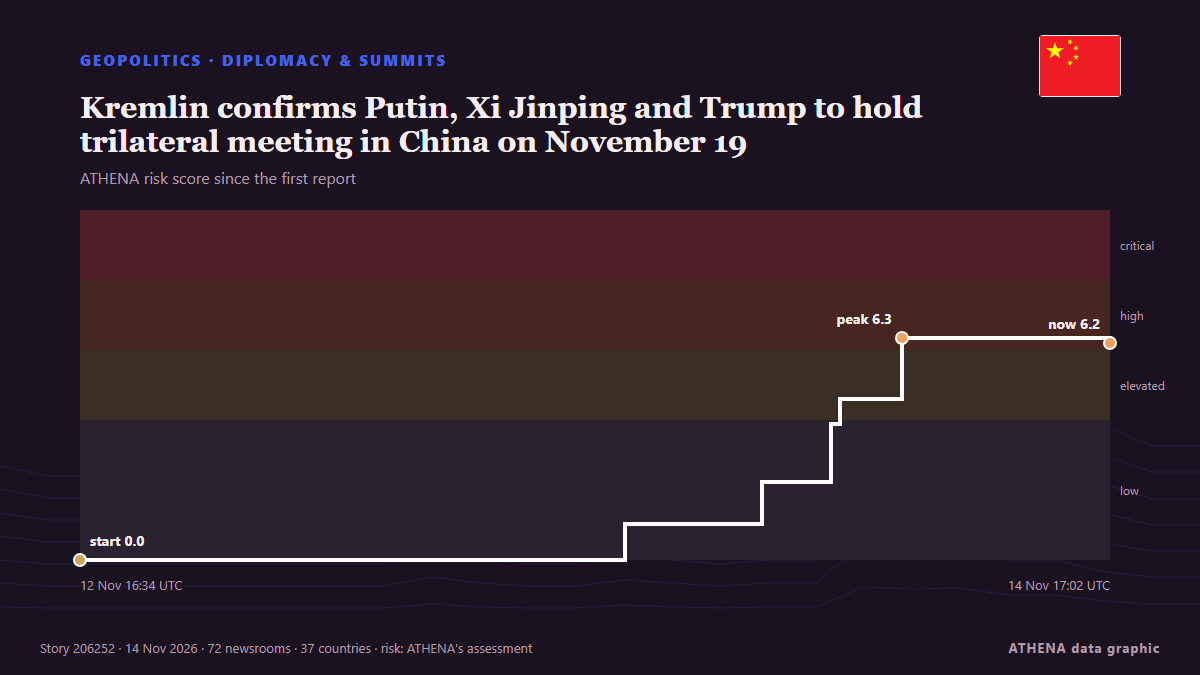 GEOPOLITICS · DIPLOMACY & SUMMITS
Kremlin confirms Putin, Xi Jinping and Trump to hold
trilateral meeting in China on November 19
ATHENA risk score since the first report
critical
peak 6.3
now 6.2
high
elevated
low
start 0.0
12 Nov 16:34 UTC
14 Nov 17:02 UTC
Story 206252 · 14 Nov 2026 · 72 newsrooms · 37 countries · risk: ATHENA's assessment
ATHENA data graphic